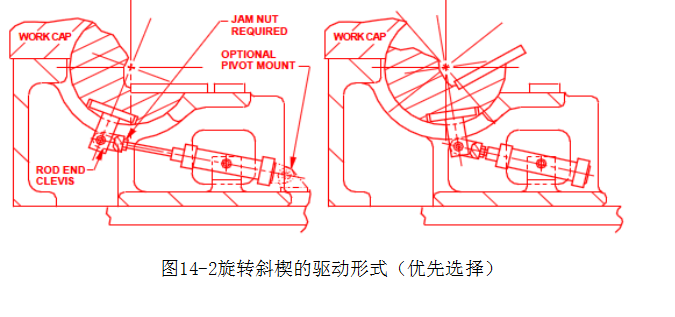 JAM NUT
REQUIRED
WORK CAP
OPTIONAL
PIVOT MOUNT
ROD END
CLEVIS
WORK CAP
图14-2旋转斜楔的驱动形式（优先选择）